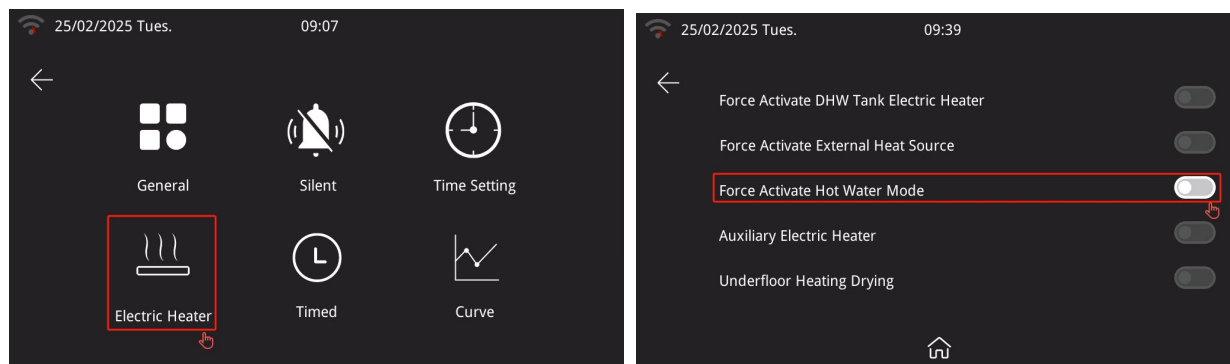 25/02/2025 Tues. 09:07
General Silent Time Setting
Electric Heater Timed Curve
25/02/2025 Tues. 09:39
Force Activate DHW Tank Electric Heater
Force Activate External Heat Source
Force Activate Hot Water Mode
Auxiliary Electric Heater
Underfloor Heating Drying